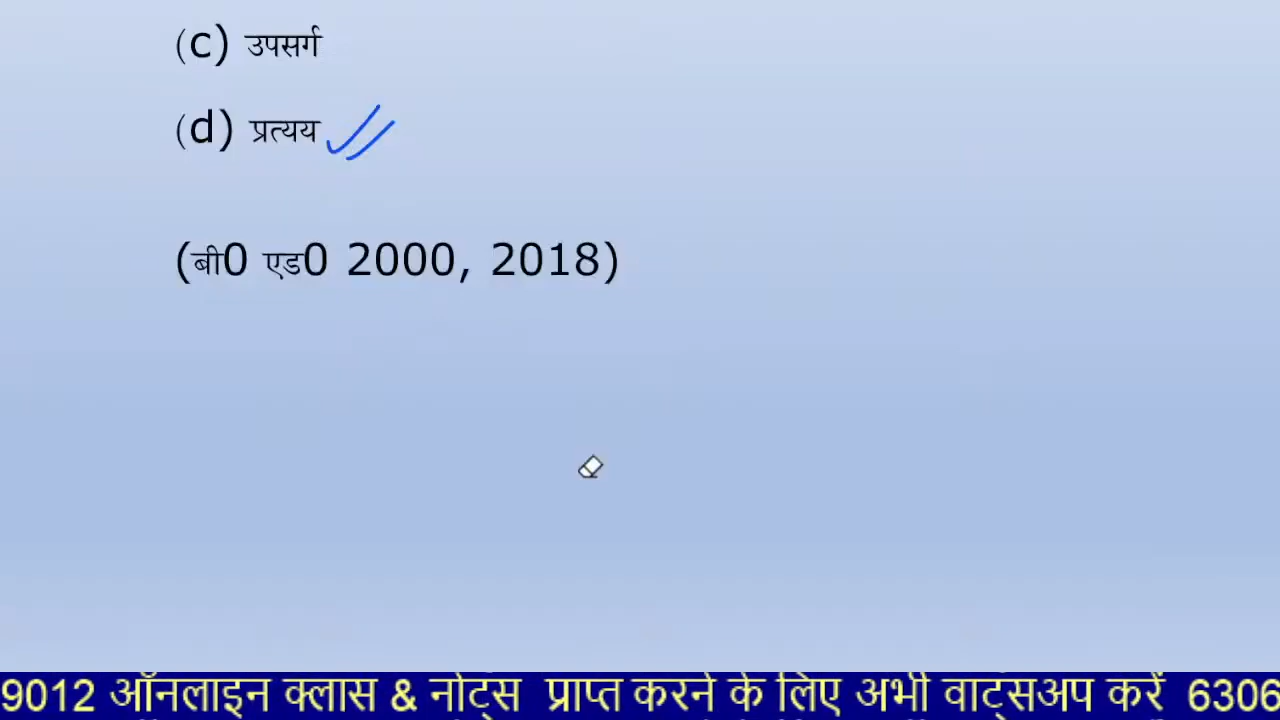 (c) उपसर्ग
(d) प्रत्यय
(बी0 एड0 2000, 2018)
9012 ऑनलाइन क्लास & नोट्स प्राप्त करने के लिए अभी वाट्सअप करें 6306